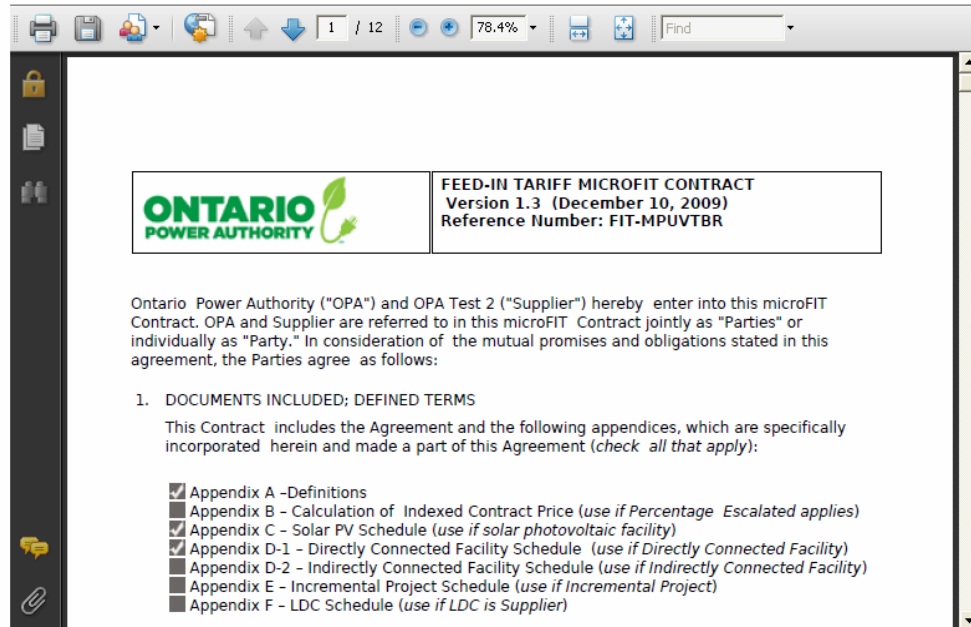 1 / 12 78.4% Find
ONTARIO
POWER AUTHORITY
FEED-IN TARIFF MICROFIT CONTRACT
Version 1.3 (December 10, 2009)
Reference Number: FIT-MPUVTBR
Ontario Power Authority ("OPA") and OPA Test 2 ("Supplier") hereby enter into this microFIT
Contract. OPA and Supplier are referred to in this microFIT Contract jointly as "Parties" or
individually as "Party." In consideration of the mutual promises and obligations stated in this
agreement, the Parties agree as follows:
1. DOCUMENTS INCLUDED; DEFINED TERMS
This Contract includes the Agreement and the following appendices, which are specifically
incorporated herein and made a part of this Agreement (check all that apply):
Appendix A –Definitions
Appendix B – Calculation of Indexed Contract Price (use if Percentage Escalated applies)
Appendix C – Solar PV Schedule (use if solar photovoltaic facility)
Appendix D-1 – Directly Connected Facility Schedule (use if Directly Connected Facility)
Appendix D-2 – Indirectly Connected Facility Schedule (use if Indirectly Connected Facility)
Appendix E – Incremental Project Schedule (use if Incremental Project)
Appendix F – LDC Schedule (use if LDC is Supplier)